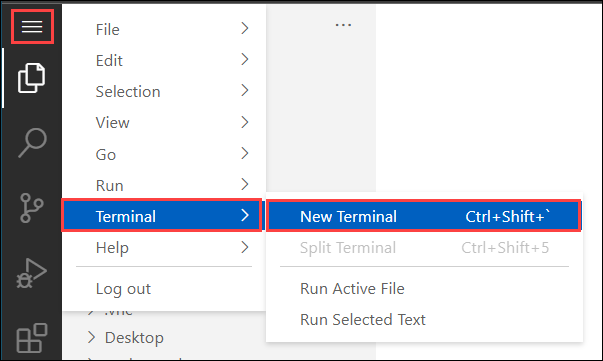 File
...
Edit
Selection
View
Go
Run
Terminal
New Terminal Ctrl+Shift+`
Help
Split Terminal Ctrl+Shift+5
Log out
Run Active File
Run Selected Text
Desktop